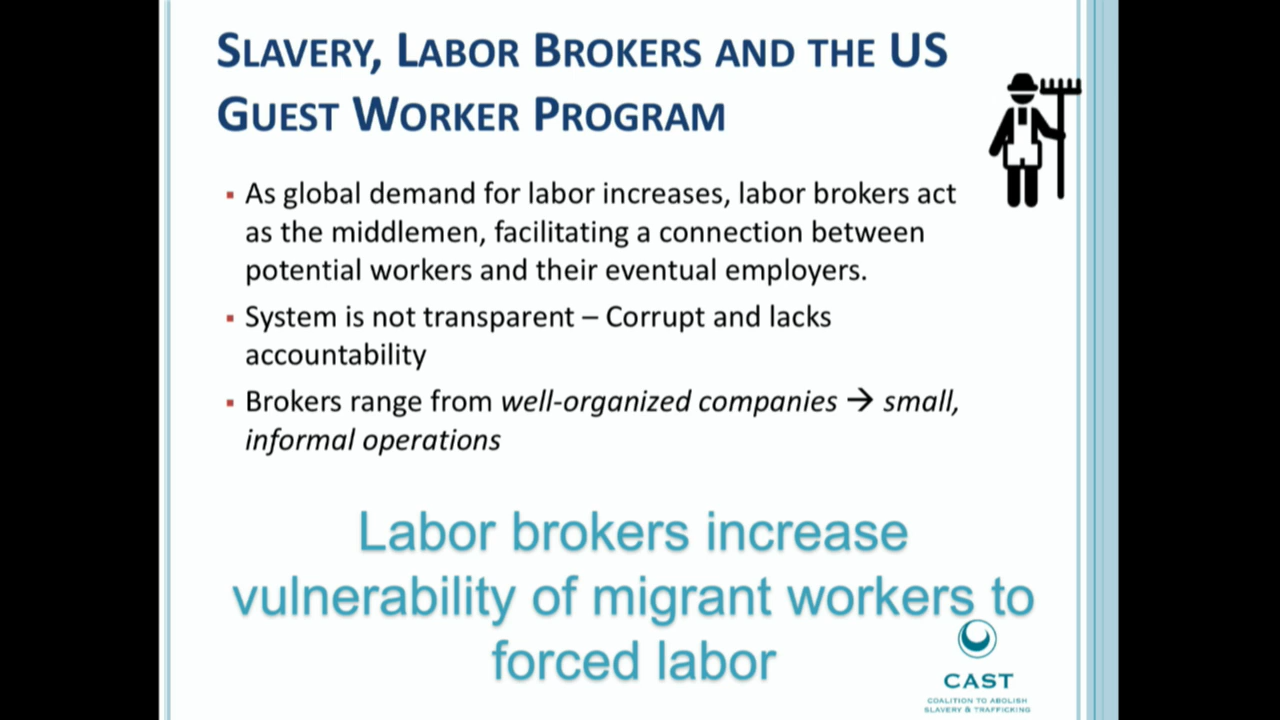 SLAVERY, LABOR BROKERS AND THE US
GUEST WORKER PROGRAM
▪ As global demand for labor increases, labor brokers act
as the middlemen, facilitating a connection between
potential workers and their eventual employers.
▪ System is not transparent – Corrupt and lacks
accountability
▪ Brokers range from well-organized companies → small,
informal operations
Labor brokers increase
vulnerability of migrant workers to
forced labor
CAST
COALITION TO ABOLISH
SLAVERY & TRAFFICKING